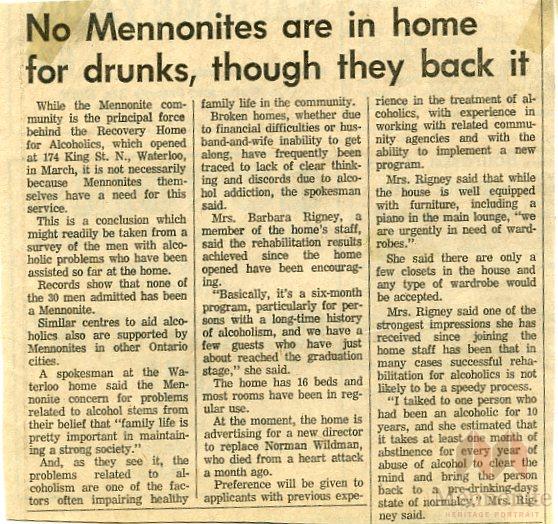 No Mennonites are in home
for drunks, though they back it
While the Mennonite com-
munity is the principal force
behind the Recovery Home
for Alcoholics, which opened
at 174 King St. N., Waterloo,
in March, it is not necessarily
because Mennonites them-
selves have a need for this
service.
This is a conclusion which
might readily be taken from a
survey of the men with alco-
holic problems who have been
assisted so far at the home.
Records show that none of
the 30 men admitted has been
a Mennonite.
Similar centres to aid alco-
holics also are supported by
Mennonites in other Ontario
cities.
A spokesman at the Wa-
terloo home said the Men-
nonite concern for problems
related to alcohol stems from
their belief that "family life is
pretty important in maintain-
ing a strong society."
And, as they see it, the
problems related to al-
coholism are one of the fac-
tors often impairing healthy
family life in the community.
Broken homes, whether due
to financial difficulties or hus-
band-and-wife inability to get
along, have frequently been
traced to lack of clear think-
ing and discords due to alco-
hol addiction, the spokesman
said.
Mrs. Barbara Rigney, a
member of the home's staff,
said the rehabilitation results
achieved since the home
opened have been encourag-
ing.
"Basically, it's a six-month
program, particularly for per-
sons with a long-time history
of alcoholism, and we have a
few guests who have just
about reached the graduation
stage," she said.
The home has 16 beds and
most rooms have been in reg-
ular use.
At the moment, the home is
advertising for a new director
to replace Norman Wildman,
who died from a heart attack
a month ago.
Preference will be given to
applicants with previous expe-
rience in the treatment of al-
coholics, with experience in
working with related commu-
nity agencies and with the
ability to implement a new
program.
Mrs. Rigney said that while
the house is well equipped
with furniture, including a
piano in the main lounge, "we
are urgently in need of ward-
robes."
She said there are only a
few closets in the house and
any type of wardrobe would
be accepted.
Mrs. Rigney said one of the
strongest impressions she has
received since joining the
home staff has been that in
many cases successful reha-
bilitation for alcoholics is not
likely to be a speedy process.
"I talked to one person who
had been an alcoholic for 10
years, and she estimated that
it takes at least one month of
abstinence for every year of
abuse of alcohol to clear the
mind and bring the person
back to a pre-drinking-days
state of normalcy," Mrs. Rig-
ney said.
HERITAGE PORTRAIT